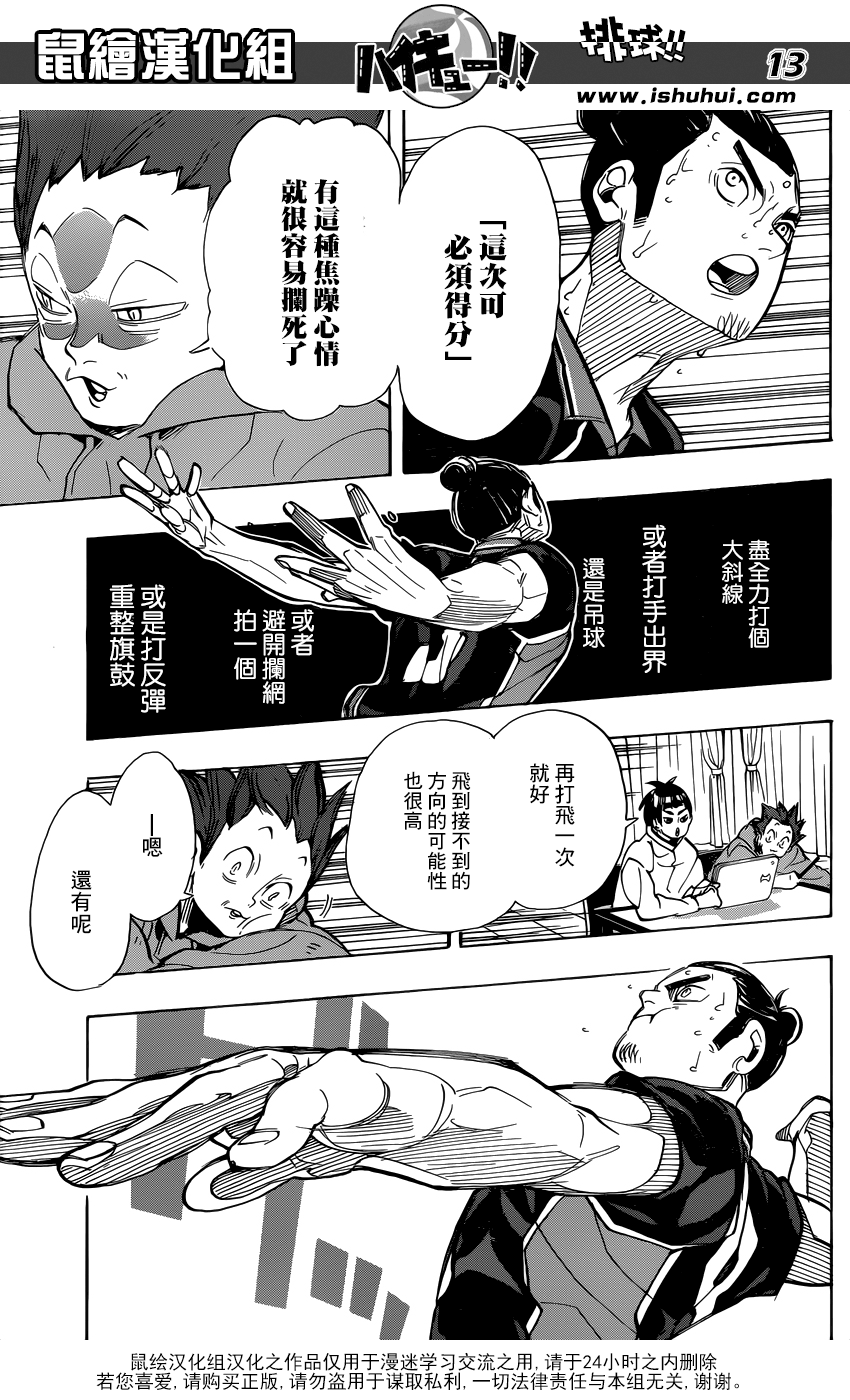 鼠繪漢化組
ハイキュー!!
排球!!
13
www.ishuhui.com
「這次可
必須得分」
有這種焦躁心情
就很容易攔死了
盡全力打個
大斜線
或者打手出界
還是吊球
或者
避開攔網
拍一個
或是打反彈
重整旗鼓
再打飛一次
就好
飛到接不到的
方向的可能性
也很高
ー嗯
還有呢
鼠绘汉化组汉化之作品仅用于漫迷学习交流之用,请于24小时之内删除
若您喜爱,请购买正版,请勿盗用于谋取私利,一切法律责任与本组无关,谢谢。